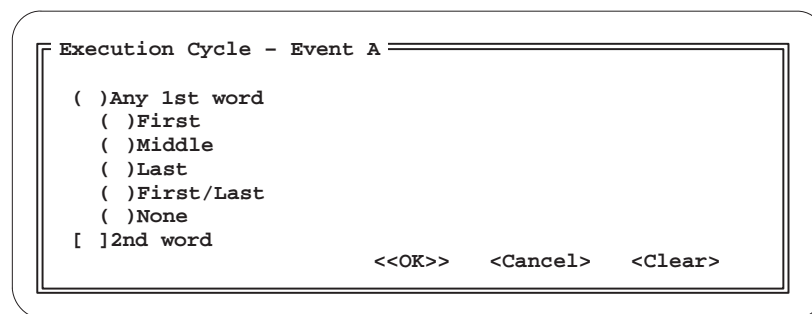 Execution Cycle – Event A
( )Any 1st word
( )First
( )Middle
( )Last
( )First/Last
( )None
[ ]2nd word
<<OK>> <Cancel> <Clear>